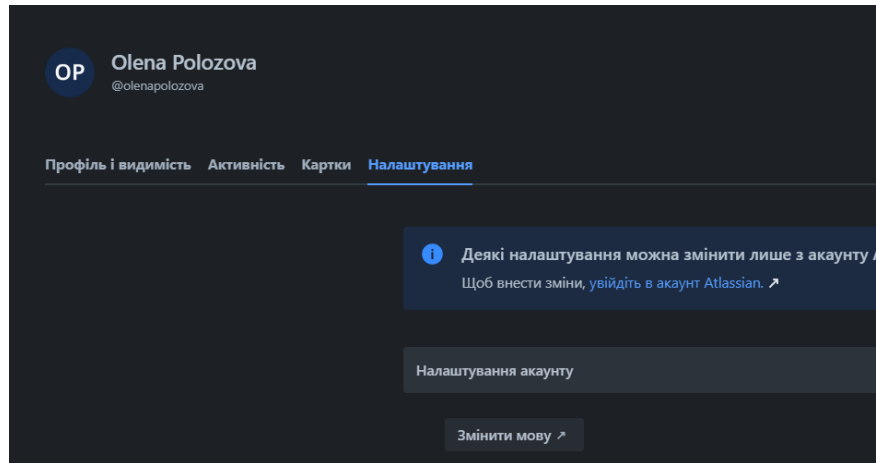 OP
Olena Polozova
@olenapolozova
Профіль і видимість Активність Картки Налаштування
Деякі налаштування можна змінити лише з акаунту
Щоб внести зміни, увійдіть в акаунт Atlassian. ↗
Налаштування акаунту
Змінити мову ↗